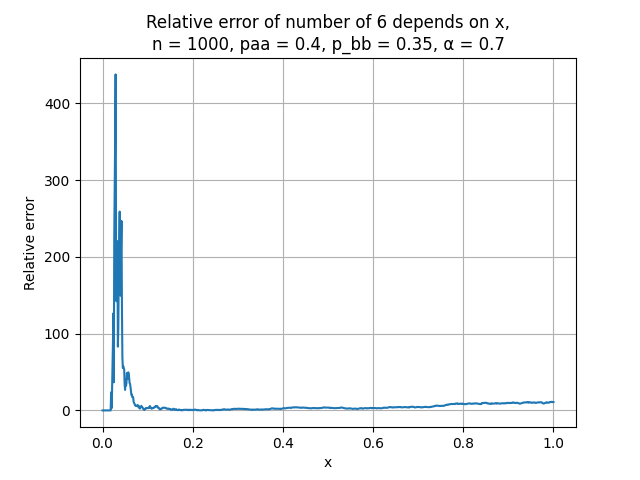 Relative error of number of 6 depends on x,
n = 1000, paa = 0.4, p_bb = 0.35, α = 0.7
Relative error
400
300
200
100
0
0.0 0.2 0.4 0.6 0.8 1.0
x